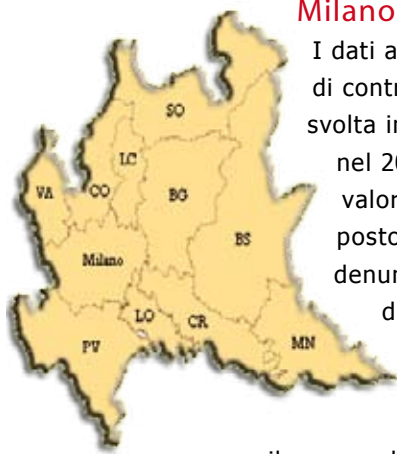 Milano
I dati a
di contr
svolta in
nel 20
valor
posto
denun
d
SO
LC
VA
CO
BG
BS
Milano
LO
CR
PV
MN